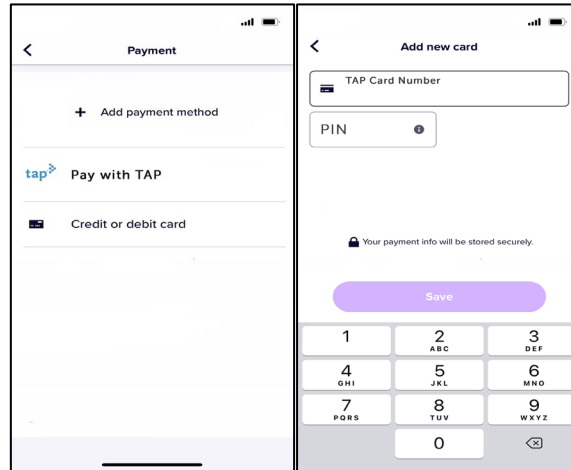 Payment
+ Add payment method
tap Pay with TAP
Credit or debit card
Add new card
TAP Card Number
PIN
Your payment info will be stored securely.
Save
1 2 3
ABC DEF
4 5 6
GHI JKL MNO
7 8 9
PQRS TUV WXYZ
0